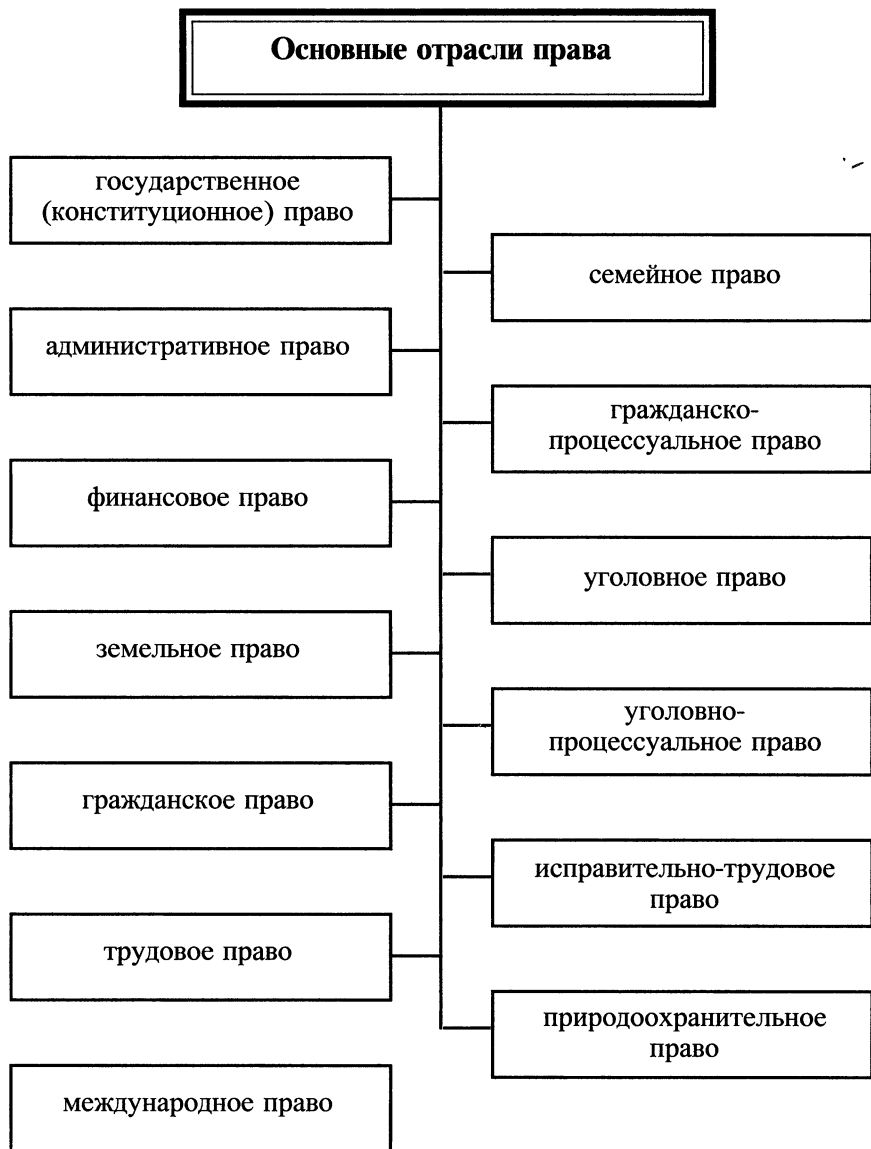 Основные отрасли права
государственное
(конституционное) право
административное право
финансовое право
земельное право
гражданское право
трудовое право
международное право
семейное право
гражданско-
процессуальное право
уголовное право
уголовно-
процессуальное право
исправительно-трудовое
право
природоохранительное
право